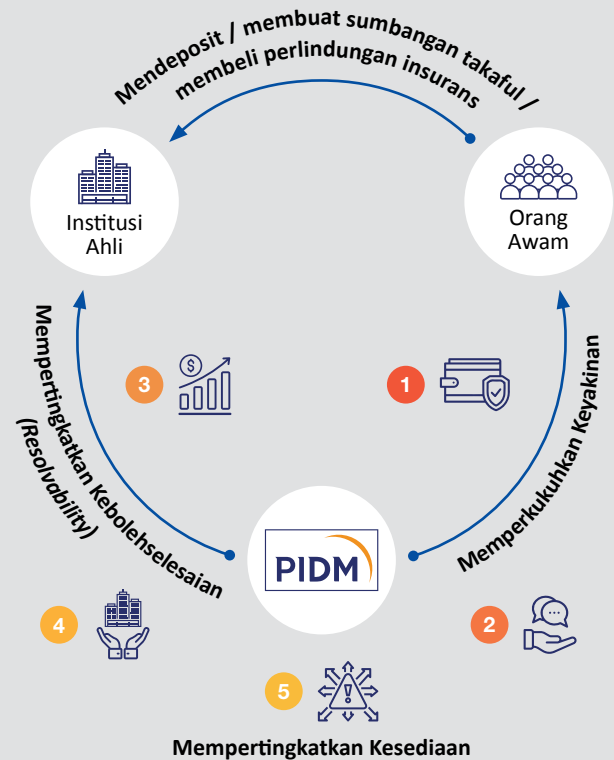 Mendeposit / membuat sumbangan takaful /
membeli perlindungan insurans
Institusi
Ahli
Orang
Awam
$
3
1
Mempertingkatkan Kebolehselesaian
(Resolvability)
Memperkukuhkan Keyakinan
PIDM
4
2
5
Mempertingkatkan Kesediaan